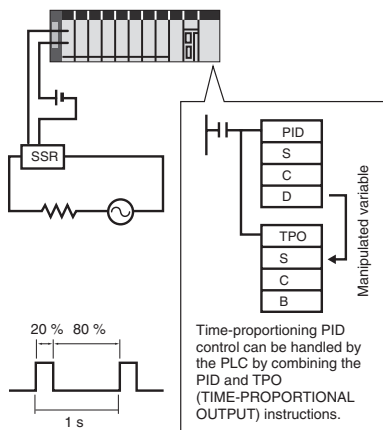 SSR
20 % 80 %
1 s
PID
S
C
D
TPO
S
C
B
Manipulated variable
Time-proportioning PID
control can be handled by
the PLC by combining the
PID and TPO
(TIME-PROPORTIONAL
OUTPUT) instructions.